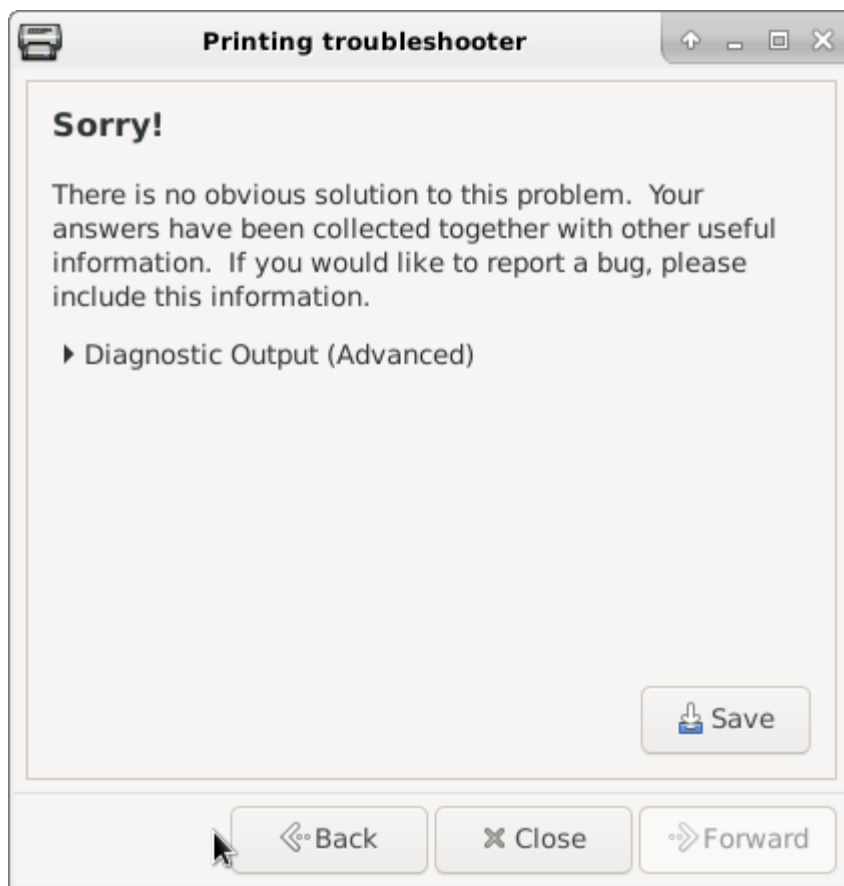 Printing troubleshooter
Sorry!
There is no obvious solution to this problem.  Your
answers have been collected together with other useful
information.  If you would like to report a bug, please
include this information.
Diagnostic Output (Advanced)
Save
Back
Close
Forward